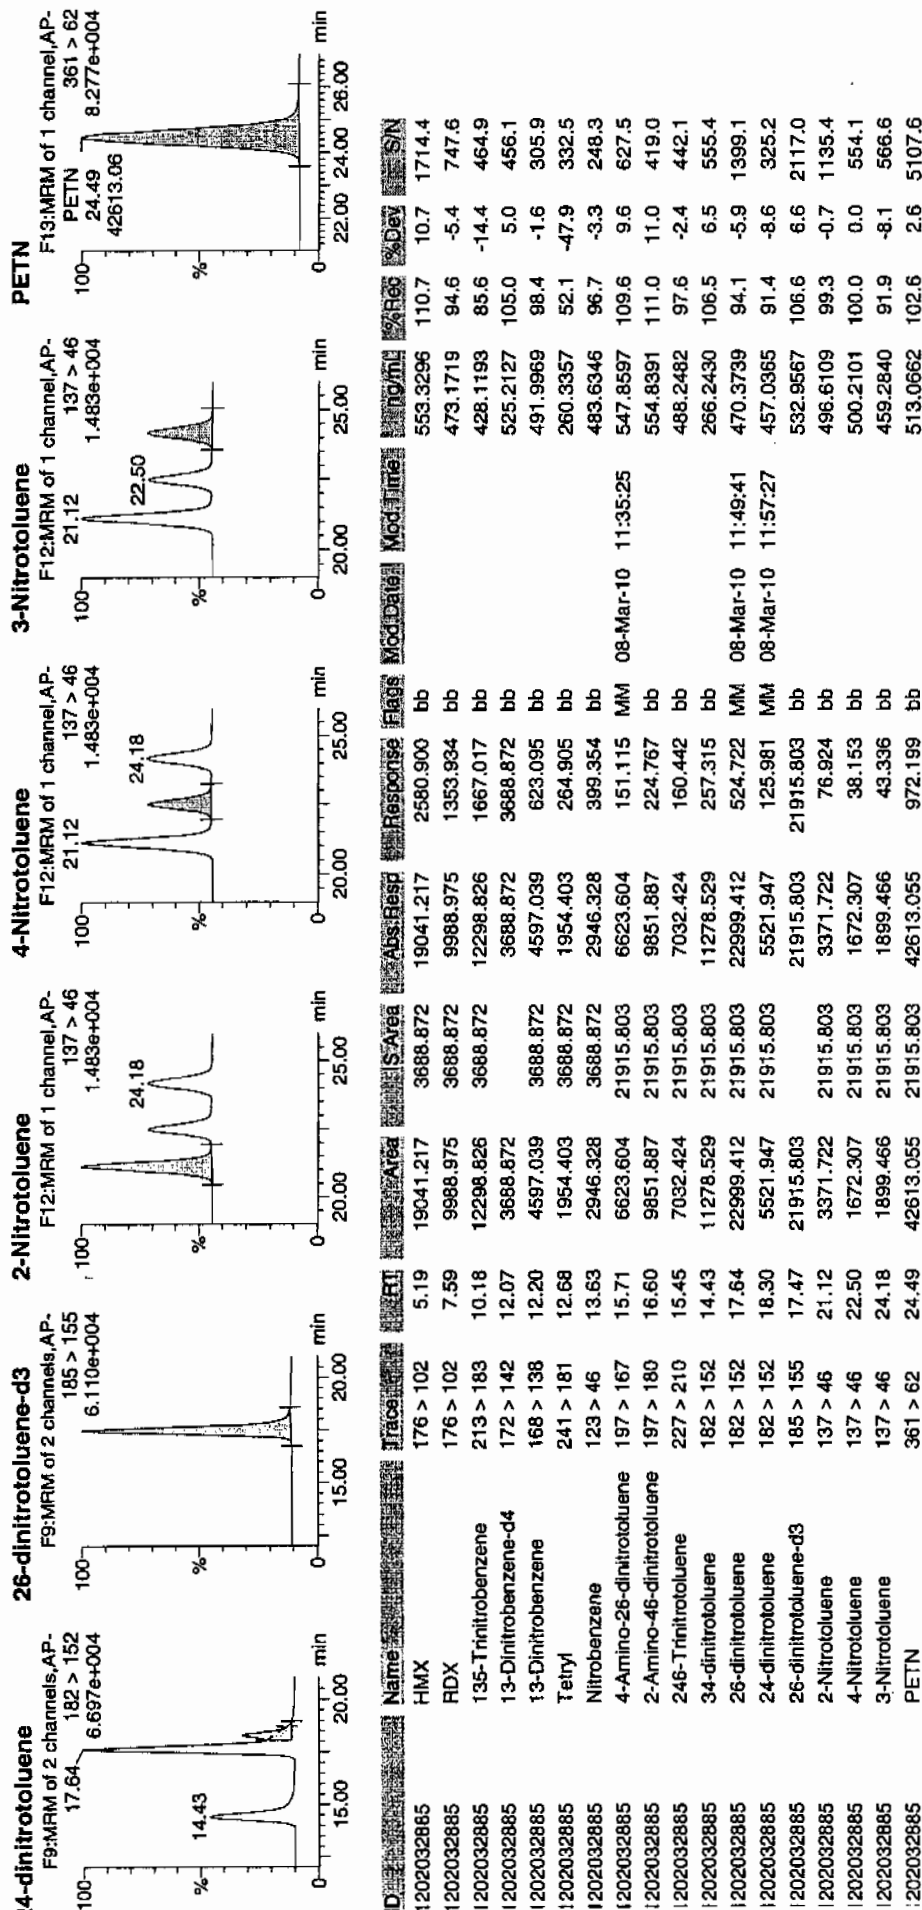 24-dinitrotoluene
F9:MRM of 2 channels,AP-
182 > 152
6.697e+004
17.64
14.43
100
%
0
15.00
20.00
min
26-dinitrotoluene-d3
F9:MRM of 2 channels,AP-
185 > 155
6.110e+004
100
%
0
15.00
20.00
min
2-Nitrotoluene
F12:MRM of 1 channel,AP-
137 > 46
1.483e+004
24.18
100
%
0
20.00
25.00
min
4-Nitrotoluene
F12:MRM of 1 channel,AP-
137 > 46
1.483e+004
21.12
24.18
100
%
0
20.00
25.00
min
3-Nitrotoluene
F12:MRM of 1 channel,AP-
137 > 46
1.483e+004
21.12
22.50
100
%
0
20.00
25.00
min
PETN
F13:MRM of 1 channel,AP-
361 > 62
8.277e+004
PETN
24.49
42613.06
100
%
0
22.00
24.00
26.00
min
ID Name Trace RT Area IS Area Abs.Resp Response Flags Mod.Date Mod.Time ng/mL %Rec %Dev S/N
1202032885 HMX 176 > 102 5.19 19041.217 3688.872 19041.217 2580.900 bb 553.3296 110.7 10.7 1714.4
1202032885 RDX 176 > 102 7.59 9988.975 3688.872 9988.975 1353.934 bb 473.1719 94.6 -5.4 747.6
1202032885 135-Trinitrobenzene 213 > 183 10.18 12298.826 3688.872 12298.826 1667.017 bb 428.1193 85.6 -14.4 464.9
1202032885 13-Dinitrobenzene-d4 172 > 142 12.07 3688.872 3688.872 3688.872 bb 525.2127 105.0 5.0 456.1
1202032885 13-Dinitrobenzene 168 > 138 12.20 4597.039 3688.872 4597.039 623.095 bb 491.9969 98.4 -1.6 305.9
1202032885 Tetryl 241 > 181 12.68 1954.403 3688.872 1954.403 264.905 bb 260.3357 52.1 -47.9 332.5
1202032885 Nitrobenzene 123 > 46 13.63 2946.328 3688.872 2946.328 399.354 bb 483.6346 96.7 -3.3 248.3
1202032885 4-Amino-26-dinitrotoluene 197 > 167 15.71 6623.604 21915.803 6623.604 151.115 MM 08-Mar-10 11:35:25 547.8597 109.6 9.6 627.5
1202032885 2-Amino-46-dinitrotoluene 197 > 180 16.60 9851.887 21915.803 9851.887 224.767 bb 554.8391 111.0 11.0 419.0
1202032885 246-Trinitrotoluene 227 > 210 15.45 7032.424 21915.803 7032.424 160.442 bb 488.2482 97.6 -2.4 442.1
1202032885 34-dinitrotoluene 182 > 152 14.43 11278.529 21915.803 11278.529 257.315 bb 266.2430 106.5 6.5 555.4
1202032885 26-dinitrotoluene 182 > 152 17.64 22999.412 21915.803 22999.412 524.722 MM 08-Mar-10 11:49:41 470.3739 94.1 -5.9 1399.1
1202032885 24-dinitrotoluene 182 > 152 18.30 5521.947 21915.803 5521.947 125.981 MM 08-Mar-10 11:57:27 457.0365 91.4 -8.6 325.2
1202032885 26-dinitrotoluene-d3 185 > 155 17.47 21915.803 21915.803 21915.803 bb 532.9567 106.6 6.6 2117.0
1202032885 2-Nitrotoluene 137 > 46 21.12 3371.722 21915.803 3371.722 76.924 bb 496.6109 99.3 -0.7 1135.4
1202032885 4-Nitrotoluene 137 > 46 22.50 1672.307 21915.803 1672.307 38.153 bb 500.2101 100.0 0.0 554.1
1202032885 3-Nitrotoluene 137 > 46 24.18 1899.466 21915.803 1899.466 43.336 bb 459.2840 91.9 -8.1 566.6
1202032885 PETN 361 > 62 24.49 42613.055 21915.803 42613.055 972.199 bb 513.0662 102.6 2.6 5107.6